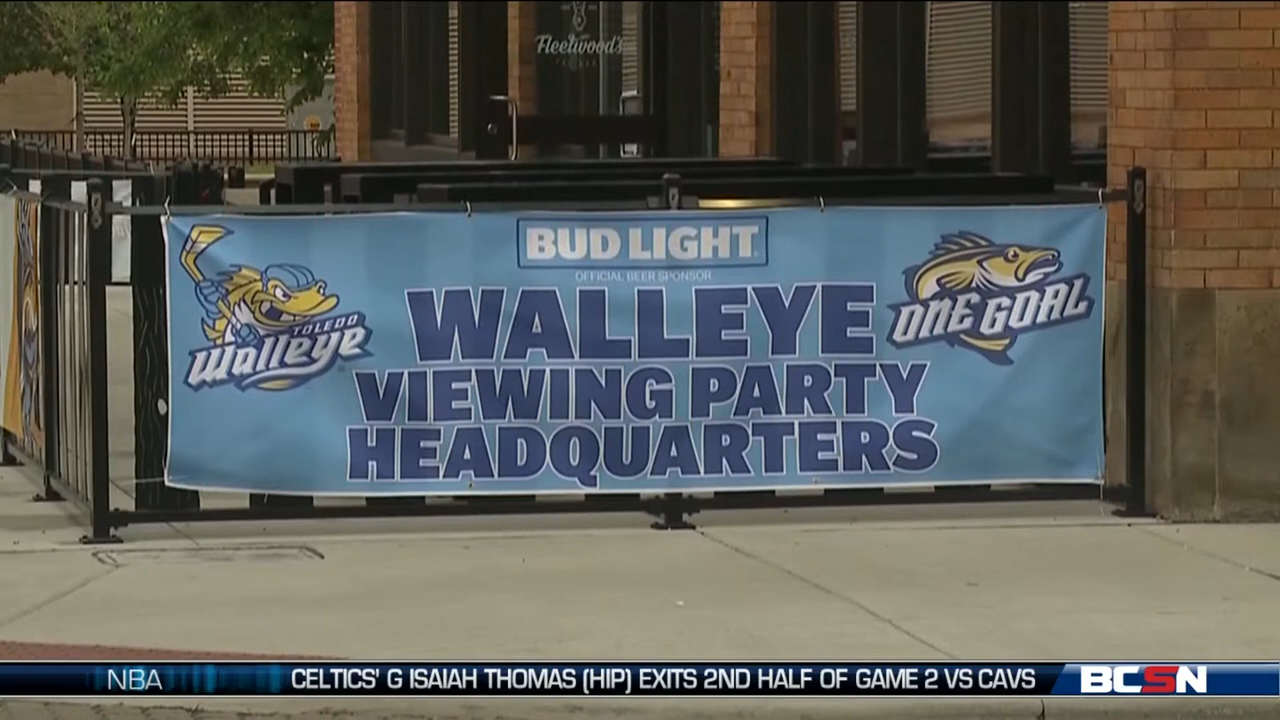 Fleetwood's
BUD LIGHT
OFFICIAL BEER SPONSOR
TOLEDO
Walleye
WALLEYE
VIEWING PARTY
HEADQUARTERS
ONE GOAL
NBA
CELTICS' G ISAIAH THOMAS (HIP) EXITS 2ND HALF OF GAME 2 VS CAVS
BCSN